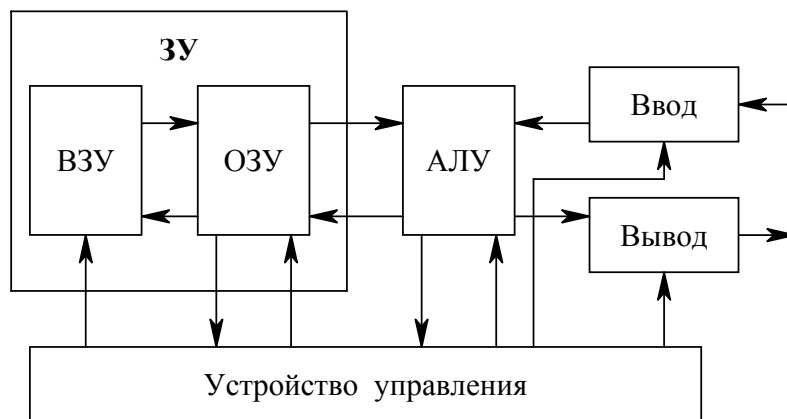 ЗУ
ВЗУ
ОЗУ
АЛУ
Ввод
Вывод
Устройство управления